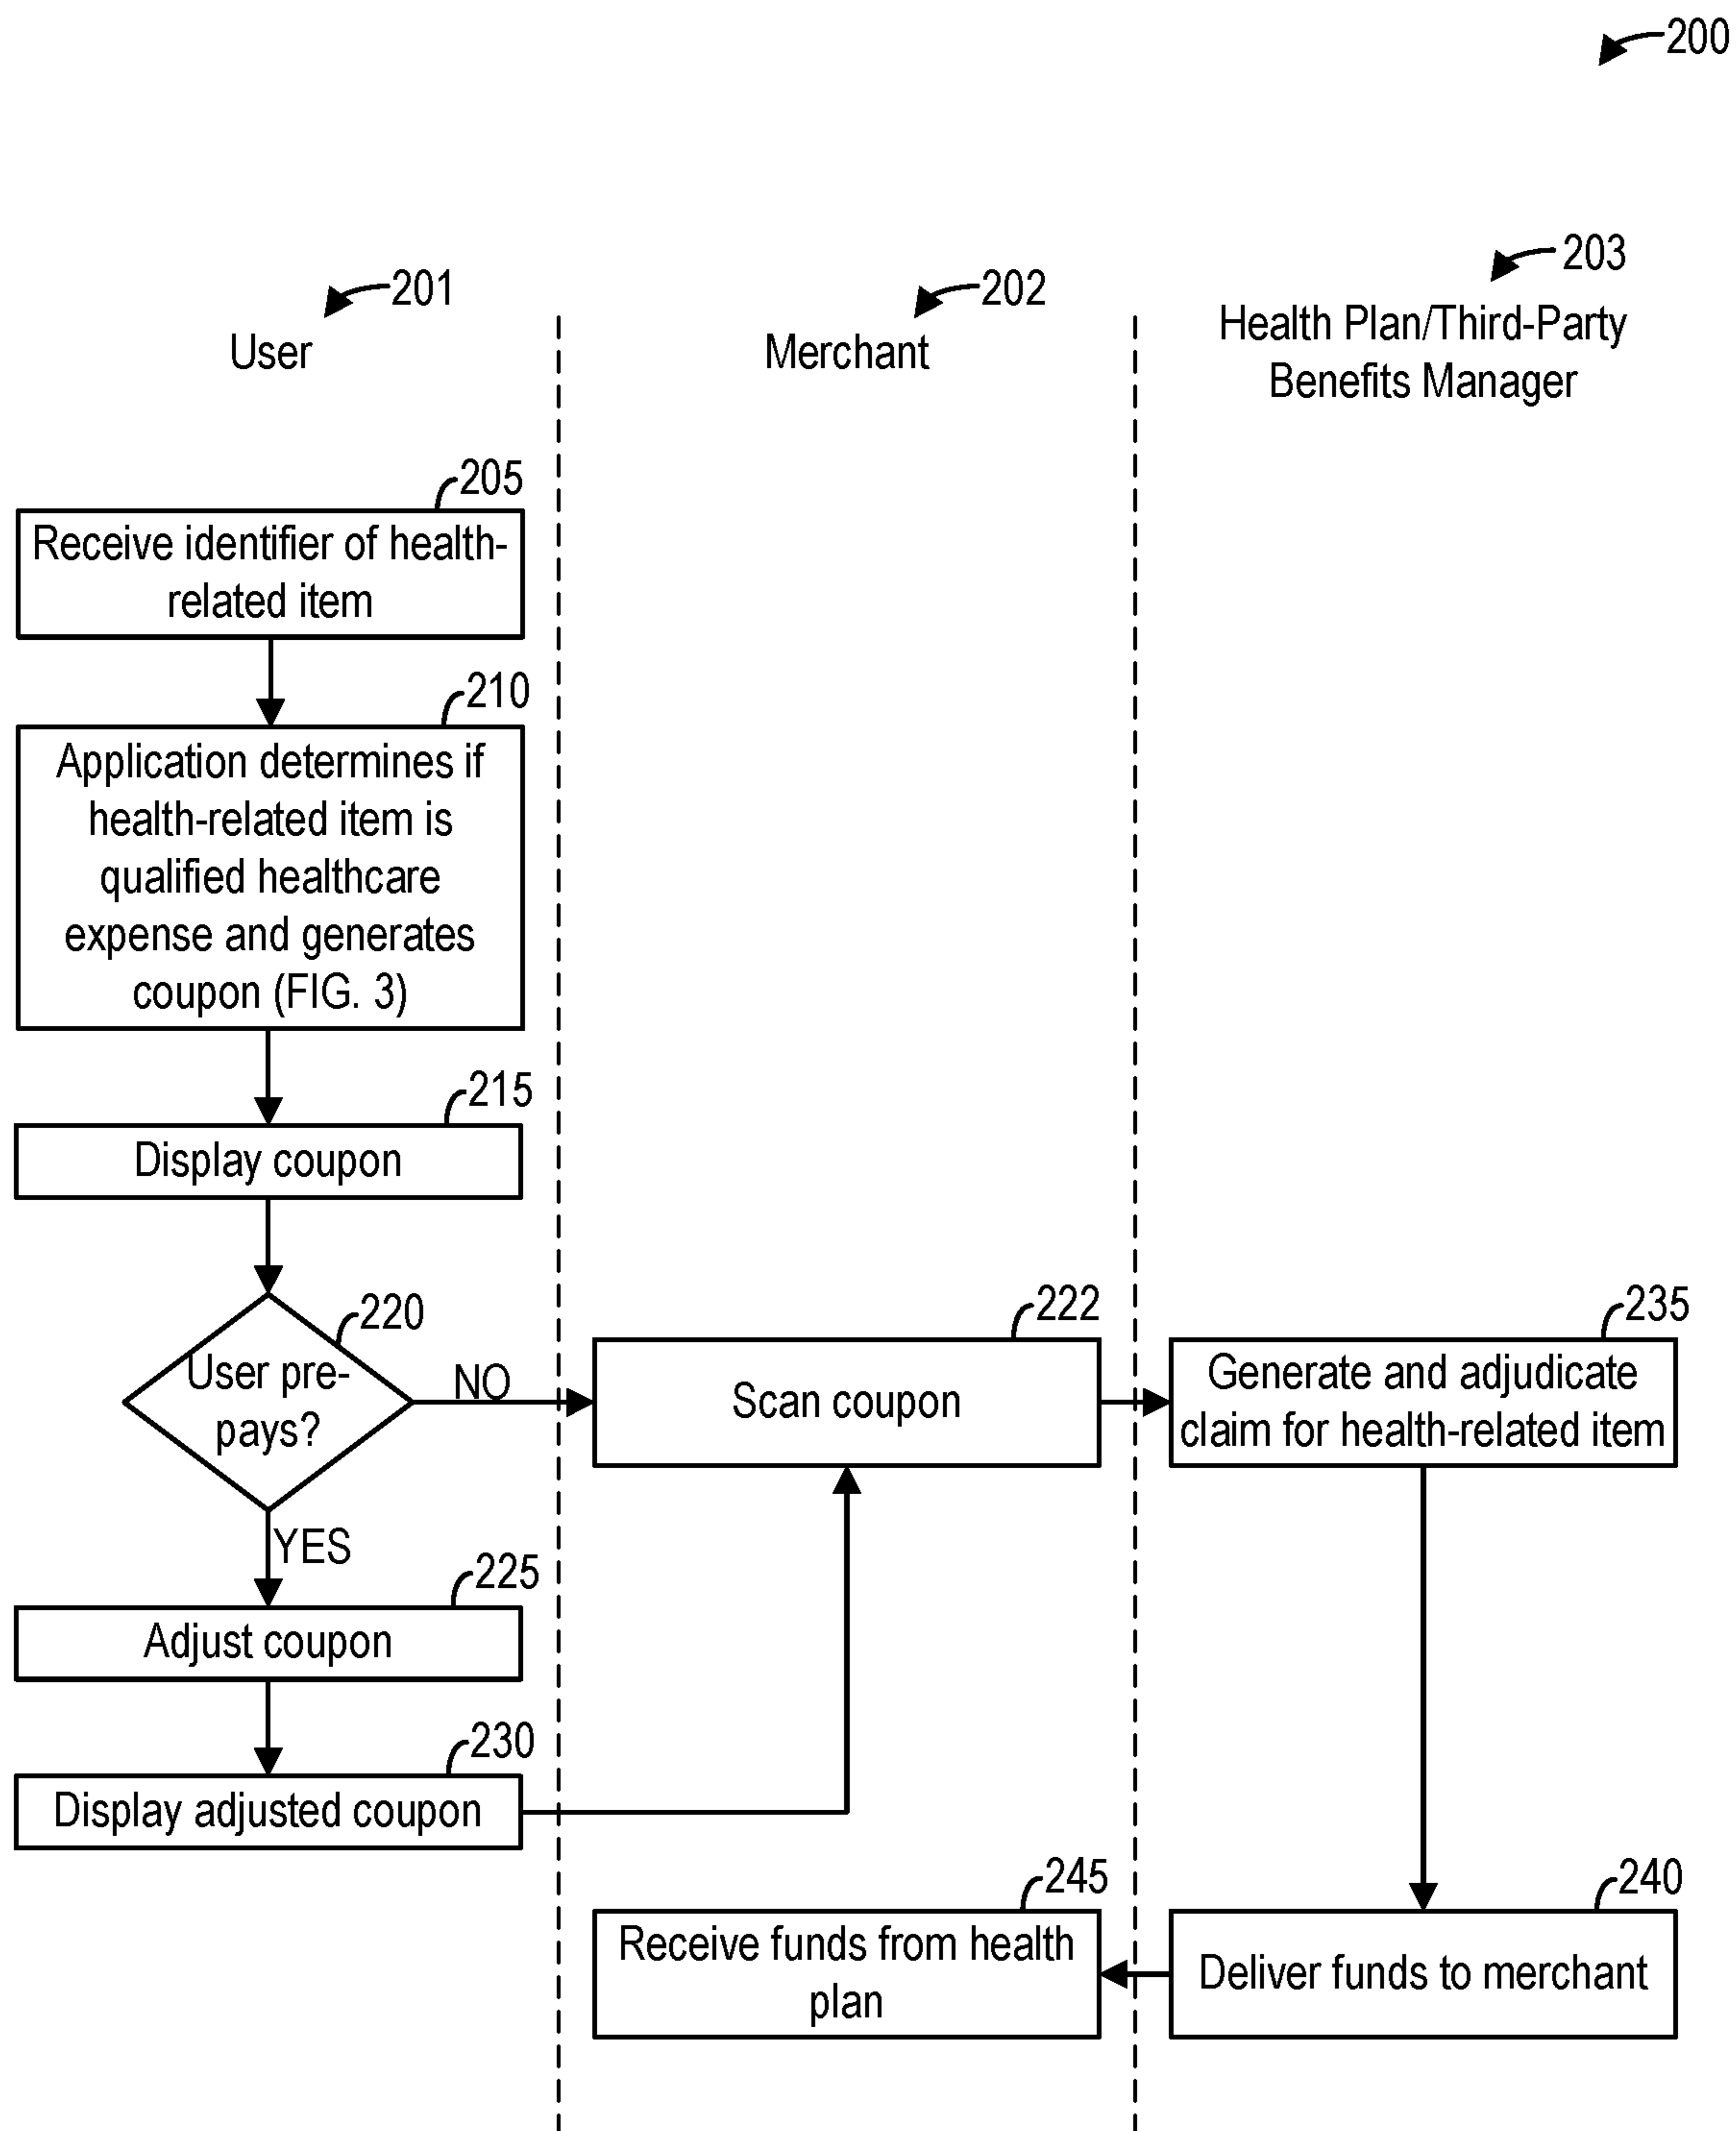 200
201
User
202
Merchant
203
Health Plan/Third-Party
Benefits Manager
205
Receive identifier of health-
related item
210
Application determines if
health-related item is
qualified healthcare
expense and generates
coupon (FIG. 3)
215
Display coupon
220
User pre-
pays?
NO
YES
222
Scan coupon
235
Generate and adjudicate
claim for health-related item
225
Adjust coupon
230
Display adjusted coupon
245
Receive funds from health
plan
240
Deliver funds to merchant